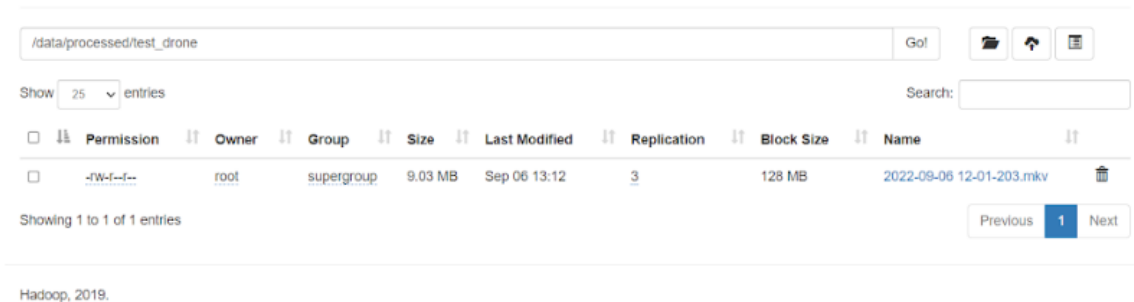 /data/processed/test_drone Go!
Show 25 entries Search:
Permission Owner Group Size Last Modified Replication Block Size Name
-rw-r--r-- root supergroup 9.03 MB Sep 06 13:12 3 128 MB 2022-09-06 12-01-203.mkv
Showing 1 to 1 of 1 entries Previous 1 Next
Hadoop, 2019.